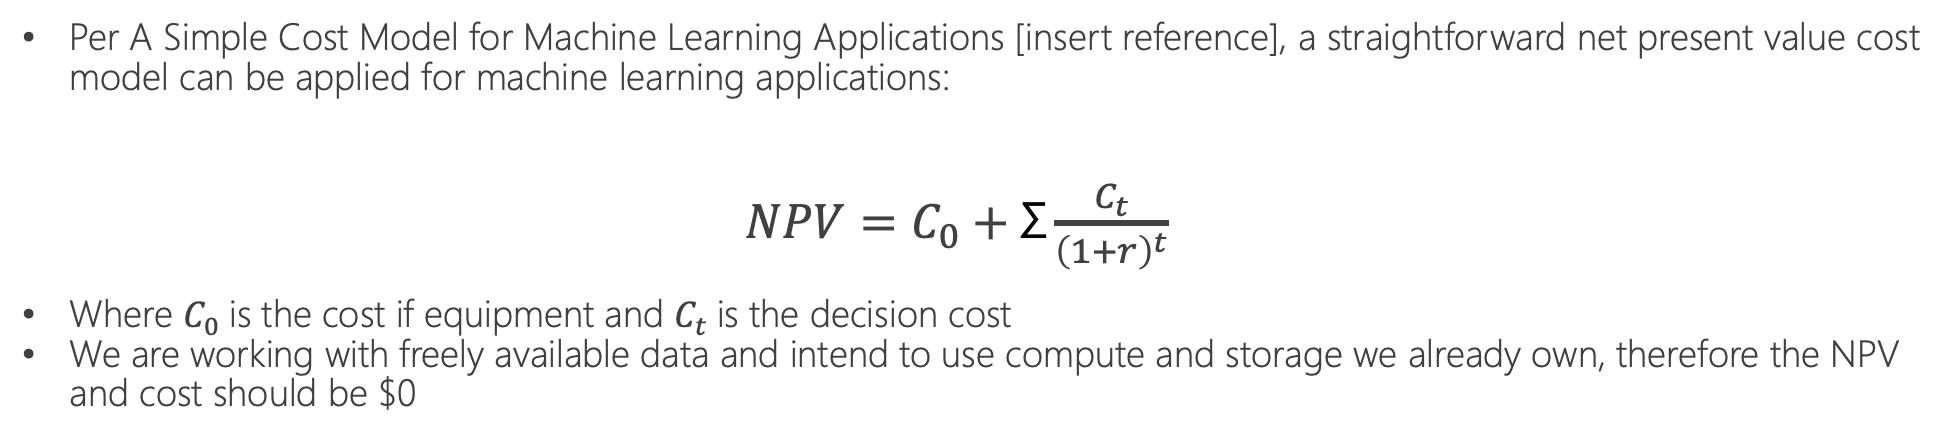 • Per A Simple Cost Model for Machine Learning Applications [insert reference], a straightforward net present value cost
model can be applied for machine learning applications:
NPV = C₀ + Σ Cₜ/(1+r)ᵗ
• Where C₀ is the cost if equipment and Cₜ is the decision cost
• We are working with freely available data and intend to use compute and storage we already own, therefore the NPV
and cost should be $0